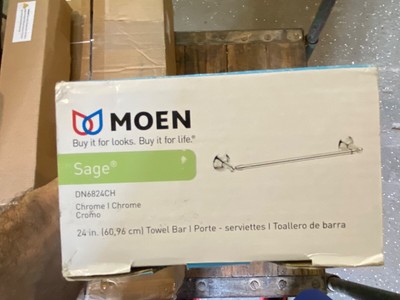 MOEN
Buy it for looks. Buy it for life.®
Sage®
DN6824CH
Chrome | Chrome
Cromo
24 in. (60,96 cm) Towel Bar | Porte - serviettes | Toallero de barra